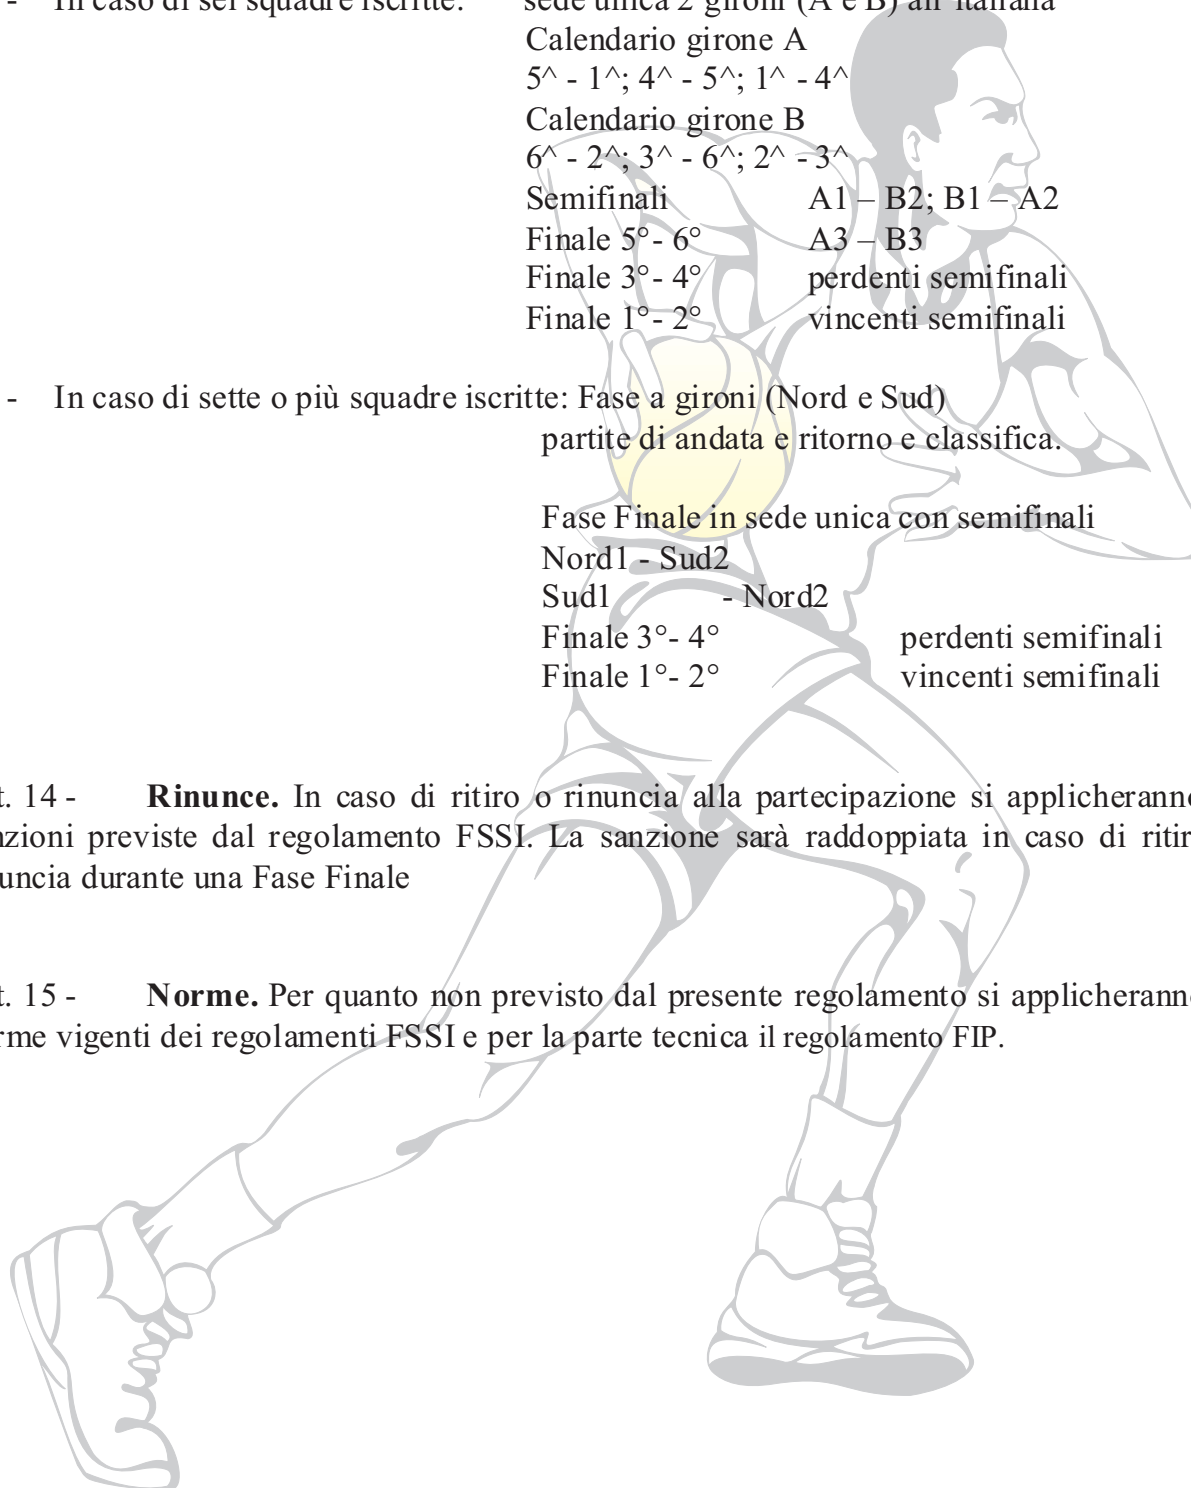 - In caso di sei squadre iscritte: sede unica 2 gironi (A e B) all'italiana
Calendario girone A
5^ - 1^; 4^ - 5^; 1^ - 4^
Calendario girone B
6^ - 2^; 3^ - 6^; 2^ - 3^
Semifinali A1 – B2; B1 – A2
Finale 5°- 6° A3 – B3
Finale 3°- 4° perdenti semifinali
Finale 1°- 2° vincenti semifinali
- In caso di sette o più squadre iscritte: Fase a gironi (Nord e Sud)
partite di andata e ritorno e classifica.
Fase Finale in sede unica con semifinali
Nord1 - Sud2
Sud1 - Nord2
Finale 3°- 4° perdenti semifinali
Finale 1°- 2° vincenti semifinali
t. 14 - Rinunce. In caso di ritiro o rinuncia alla partecipazione si applicheranno
nzioni previste dal regolamento FSSI. La sanzione sarà raddoppiata in caso di ritir
uncia durante una Fase Finale
t. 15 - Norme. Per quanto non previsto dal presente regolamento si applicheranno
rme vigenti dei regolamenti FSSI e per la parte tecnica il regolamento FIP.